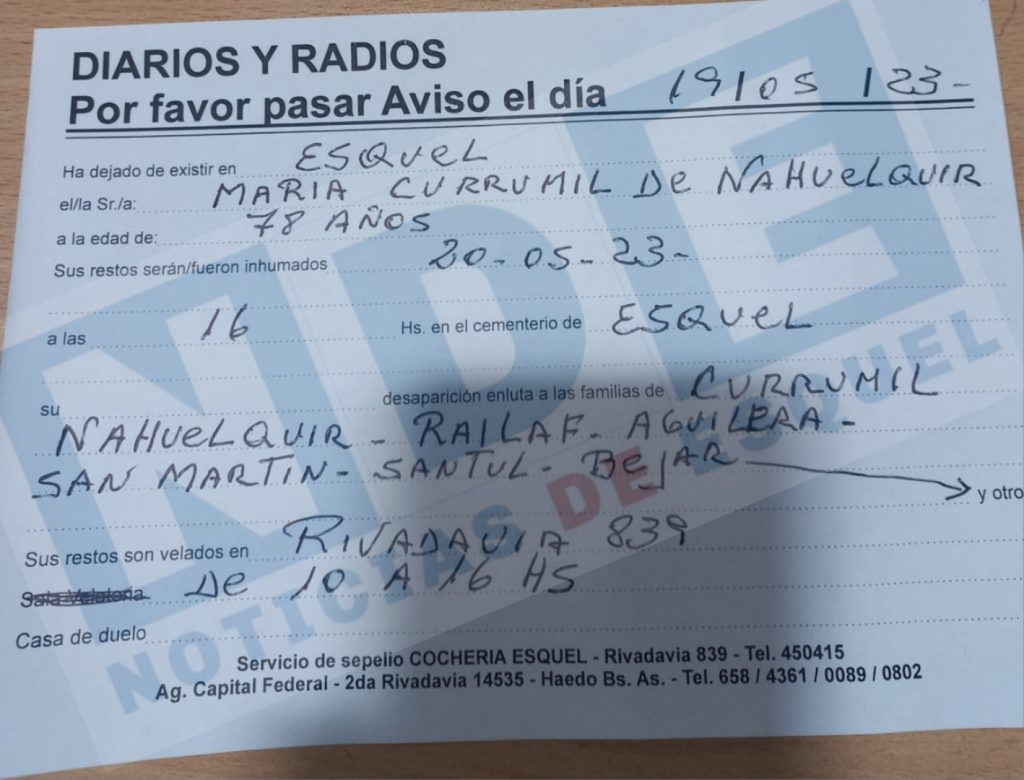 DIARIOS Y RADIOS
Por favor pasar Aviso el día 19/05/23-
Ha dejado de existir en ESQUeL
el/la Sr./a: MARIA CURRUMIL De NAHUeLQUIR
a la edad de: 78 AÑOS
Sus restos serán/fueron inhumados 20-05-23-
a las 16 Hs. en el cementerio de ESQUeL
su desaparición enluta a las familias de CURRUMIL
NAHUeLQUIR - RAILAF - AGUILERA -
SAN MARTIN - SANTUL - BeJAR y otro
Sus restos son velados en RIVADAVIA 839
Sala Velatoria De 10 A 16 HS
Casa de duelo
Servicio de sepelio COCHERIA ESQUEL - Rivadavia 839 - Tel. 450415
Ag. Capital Federal - 2da Rivadavia 14535 - Haedo Bs. As. - Tel. 658 / 4361 / 0089 / 0802
NDE
NOTICIAS DE ESQUEL